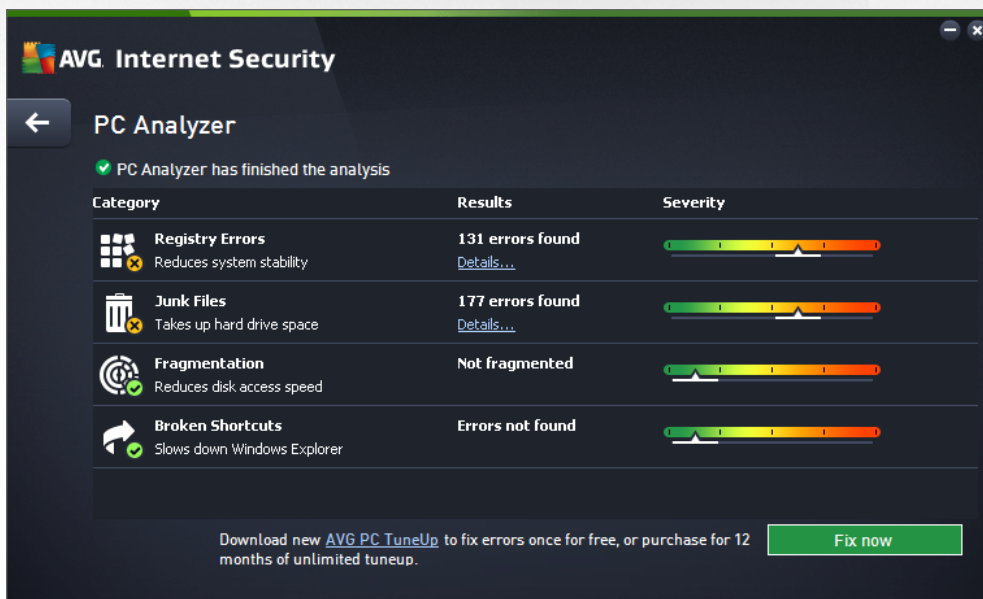 AVG. Internet Security
PC Analyzer
PC Analyzer has finished the analysis
Category Results Severity
Registry Errors 131 errors found
Reduces system stability Details...
Junk Files 177 errors found
Takes up hard drive space Details...
Fragmentation Not fragmented
Reduces disk access speed
Broken Shortcuts Errors not found
Slows down Windows Explorer
Download new AVG PC TuneUp to fix errors once for free, or purchase for 12
months of unlimited tuneup.
Fix now